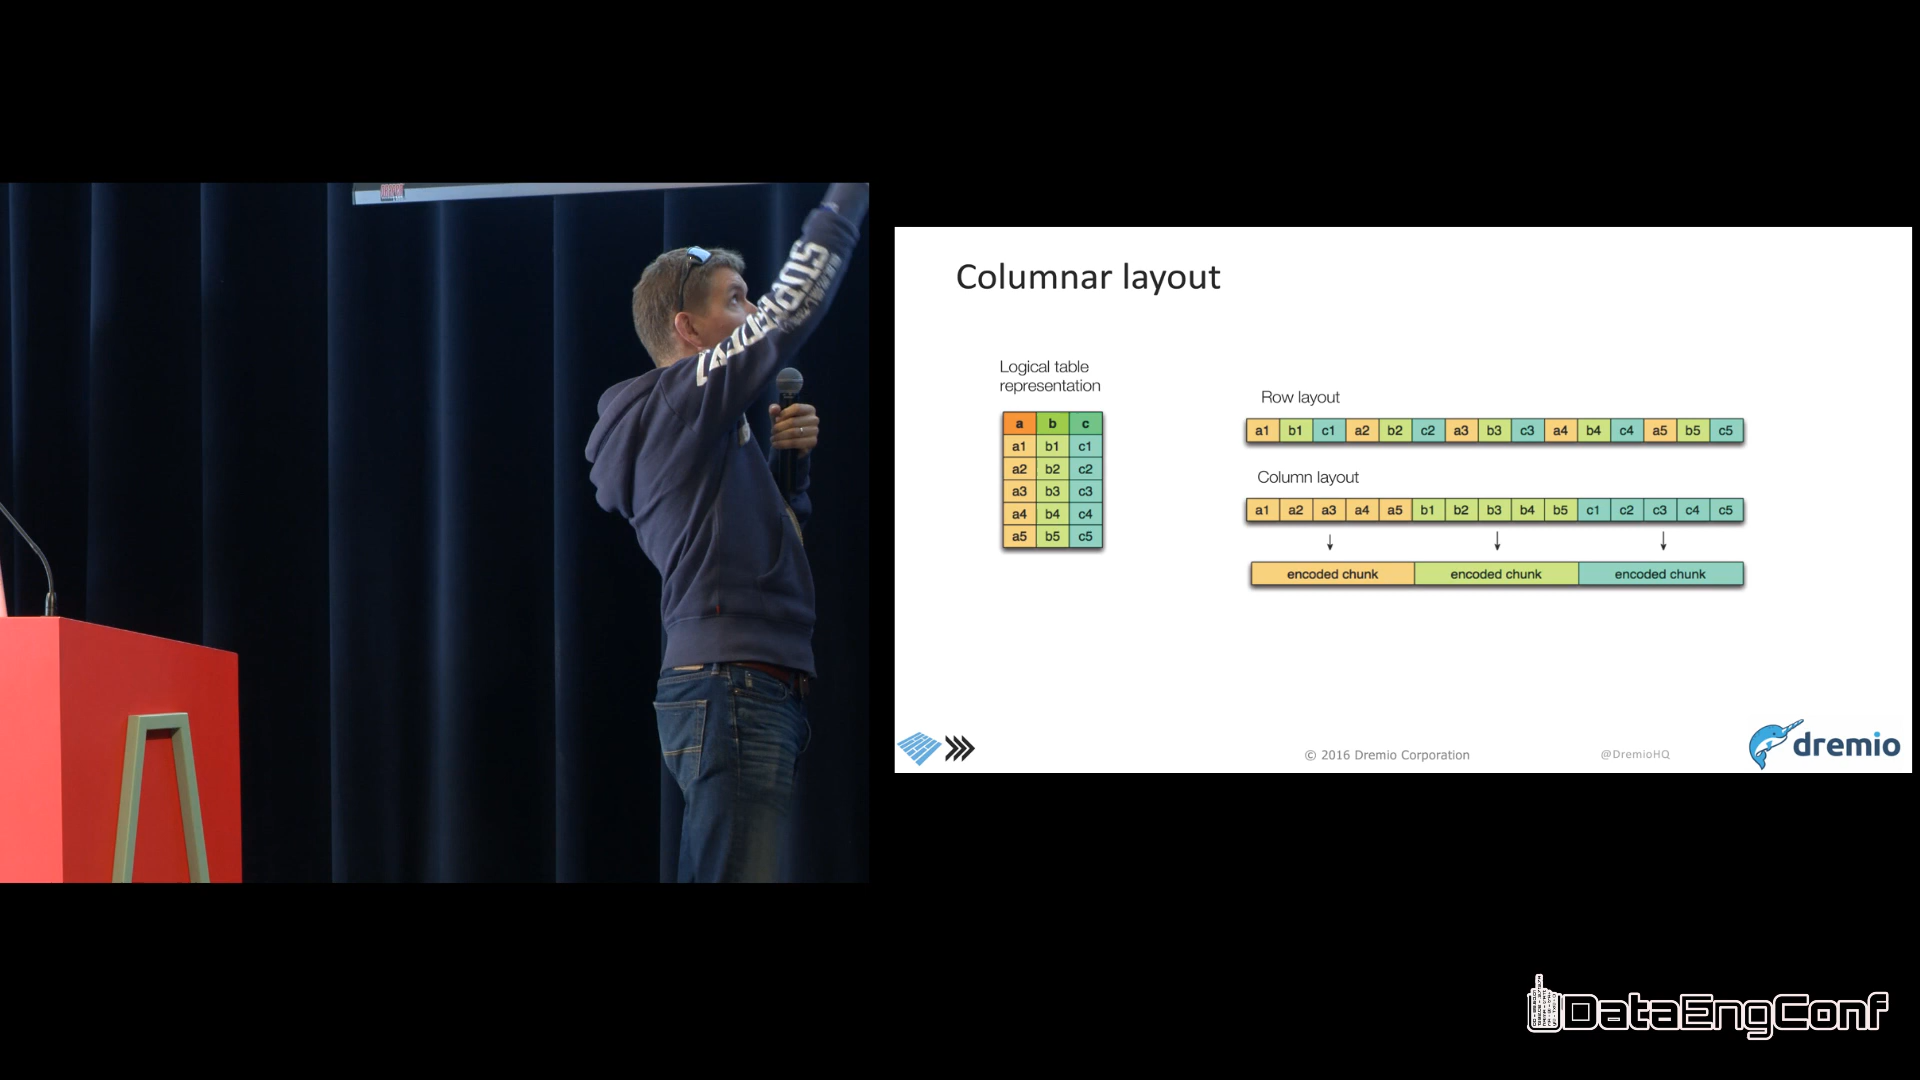 Columnar layout
Logical table
representation
a b c
a1 b1 c1
a2 b2 c2
a3 b3 c3
a4 b4 c4
a5 b5 c5
Row layout
a1 b1 c1 a2 b2 c2 a3 b3 c3 a4 b4 c4 a5 b5 c5
Column layout
a1 a2 a3 a4 a5 b1 b2 b3 b4 b5 c1 c2 c3 c4 c5
encoded chunk encoded chunk encoded chunk
© 2016 Dremio Corporation
@DremioHQ
dremio
DataEngConf